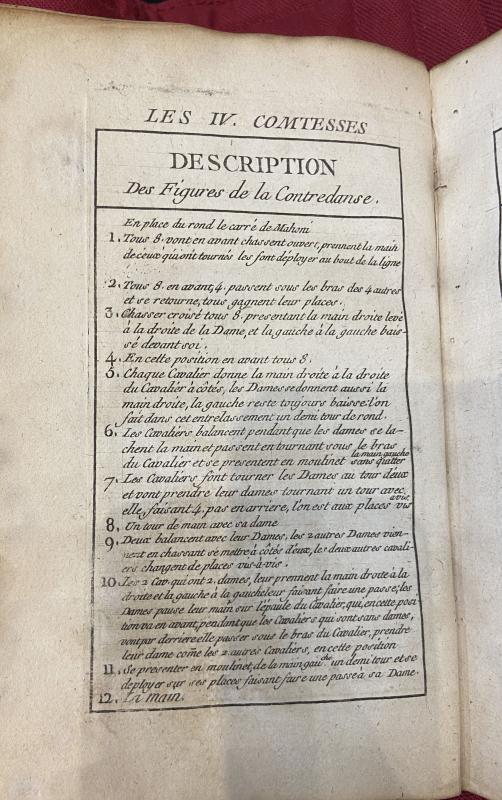 LES IV. COMTESSES
DESCRIPTION
Des Figures de la Contredanse.
En place du rond le carré de Mahoni
1. Tous 8. vont en avant chassent ouvert, prennent la main
de ceux qui ont tournés les font déployer au bout de la ligne
2. Tous 8. en avant, 4. passent sous les bras des 4 autres
et se retourne, tous gagnent leur places.
3. Chasser croisé tous 8. presentant la main droite levé
à la droite de la Dame, et la gauche à la gauche bais-
sé devant soi.
4. En cette position en avant tous 8.
5. Chaque Cavalier donne la main droite à la droite
du Cavalier à côtés, les Dames se donnent aussi la
main droite, la gauche reste toujours baisse l'on
fait dans cet entrelassement un demi tour de rond.
6. Les Cavaliers balancent pendant que les dames se la-
chent la main et passent en tournant sous le bras
du Cavalier et se presentent en moulinet sans quitter
la main gauche
7. Les Cavaliers font tourner les Dames au tour d'eux
et vont prendre leur dames tournant un tour avec
elle, faisant 4. pas en arriere, l'on est aux places vis
avis
8. Un tour de main avec sa dame
9. Deux balancent avec leur Dames, les 2 autres Dames vien-
nent en chassant se mettre à côtés d'eux, les deux autres cavali-
ers changent de places vis-à-vis.
10. Les 2 Cav. qui ont 2. dames, leur prennent la main droite à la
droite et la gauche à la gauche leur faisant faire une passe; les
Dames pause leur main sur l'épaule du Cavalier, qui, en cette posi
tion va en avant, pendant que les Cavaliers qui sont sans dames,
vont par derriere elle passer sous le bras du Cavalier, prendre
leur dame come les 2 autres Cavaliers, en cette position
11. Se presenter en moulinet, de la main gauche un demi tour et se
deployer sur ses places faisant faire une passe à sa Dame.
12. La Main.